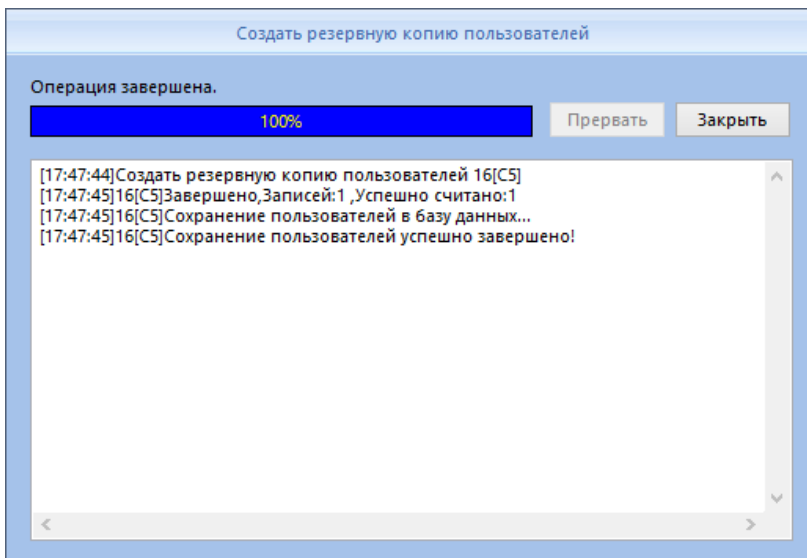 Создать резервную копию пользователей
Операция завершена.
100%
Прервать
Закрыть
[17:47:44]Создать резервную копию пользователей 16[C5]
[17:47:45]16[C5]Завершено,Записей:1 ,Успешно считано:1
[17:47:45]16[C5]Сохранение пользователей в базу данных...
[17:47:45]16[C5]Сохранение пользователей успешно завершено!